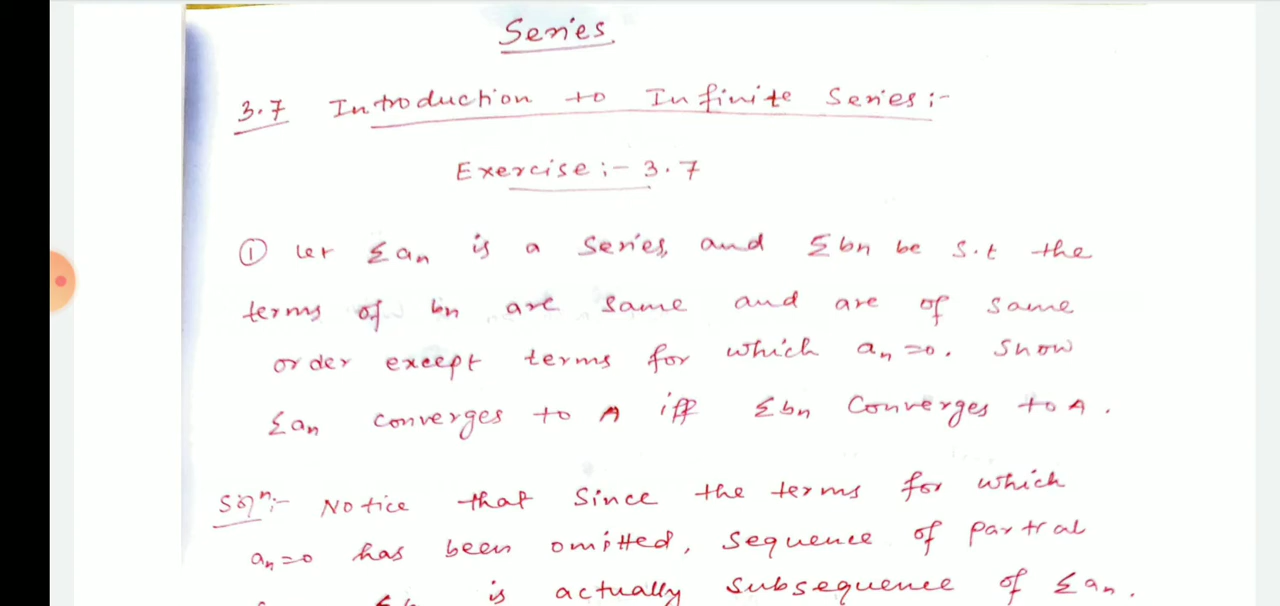 Series
3.7 Introduction to Infinite Series :-
Exercise :- 3.7
① Let Σan is a series, and Σbn be s.t the
terms of bn are same and are of same
order except terms for which an =0. Show
Σan converges to A iff Σbn Converges to A.
Solⁿ:- Notice that Since the terms for which
an=0 has been omitted, sequence of partial
is actually subsequence of Σan.